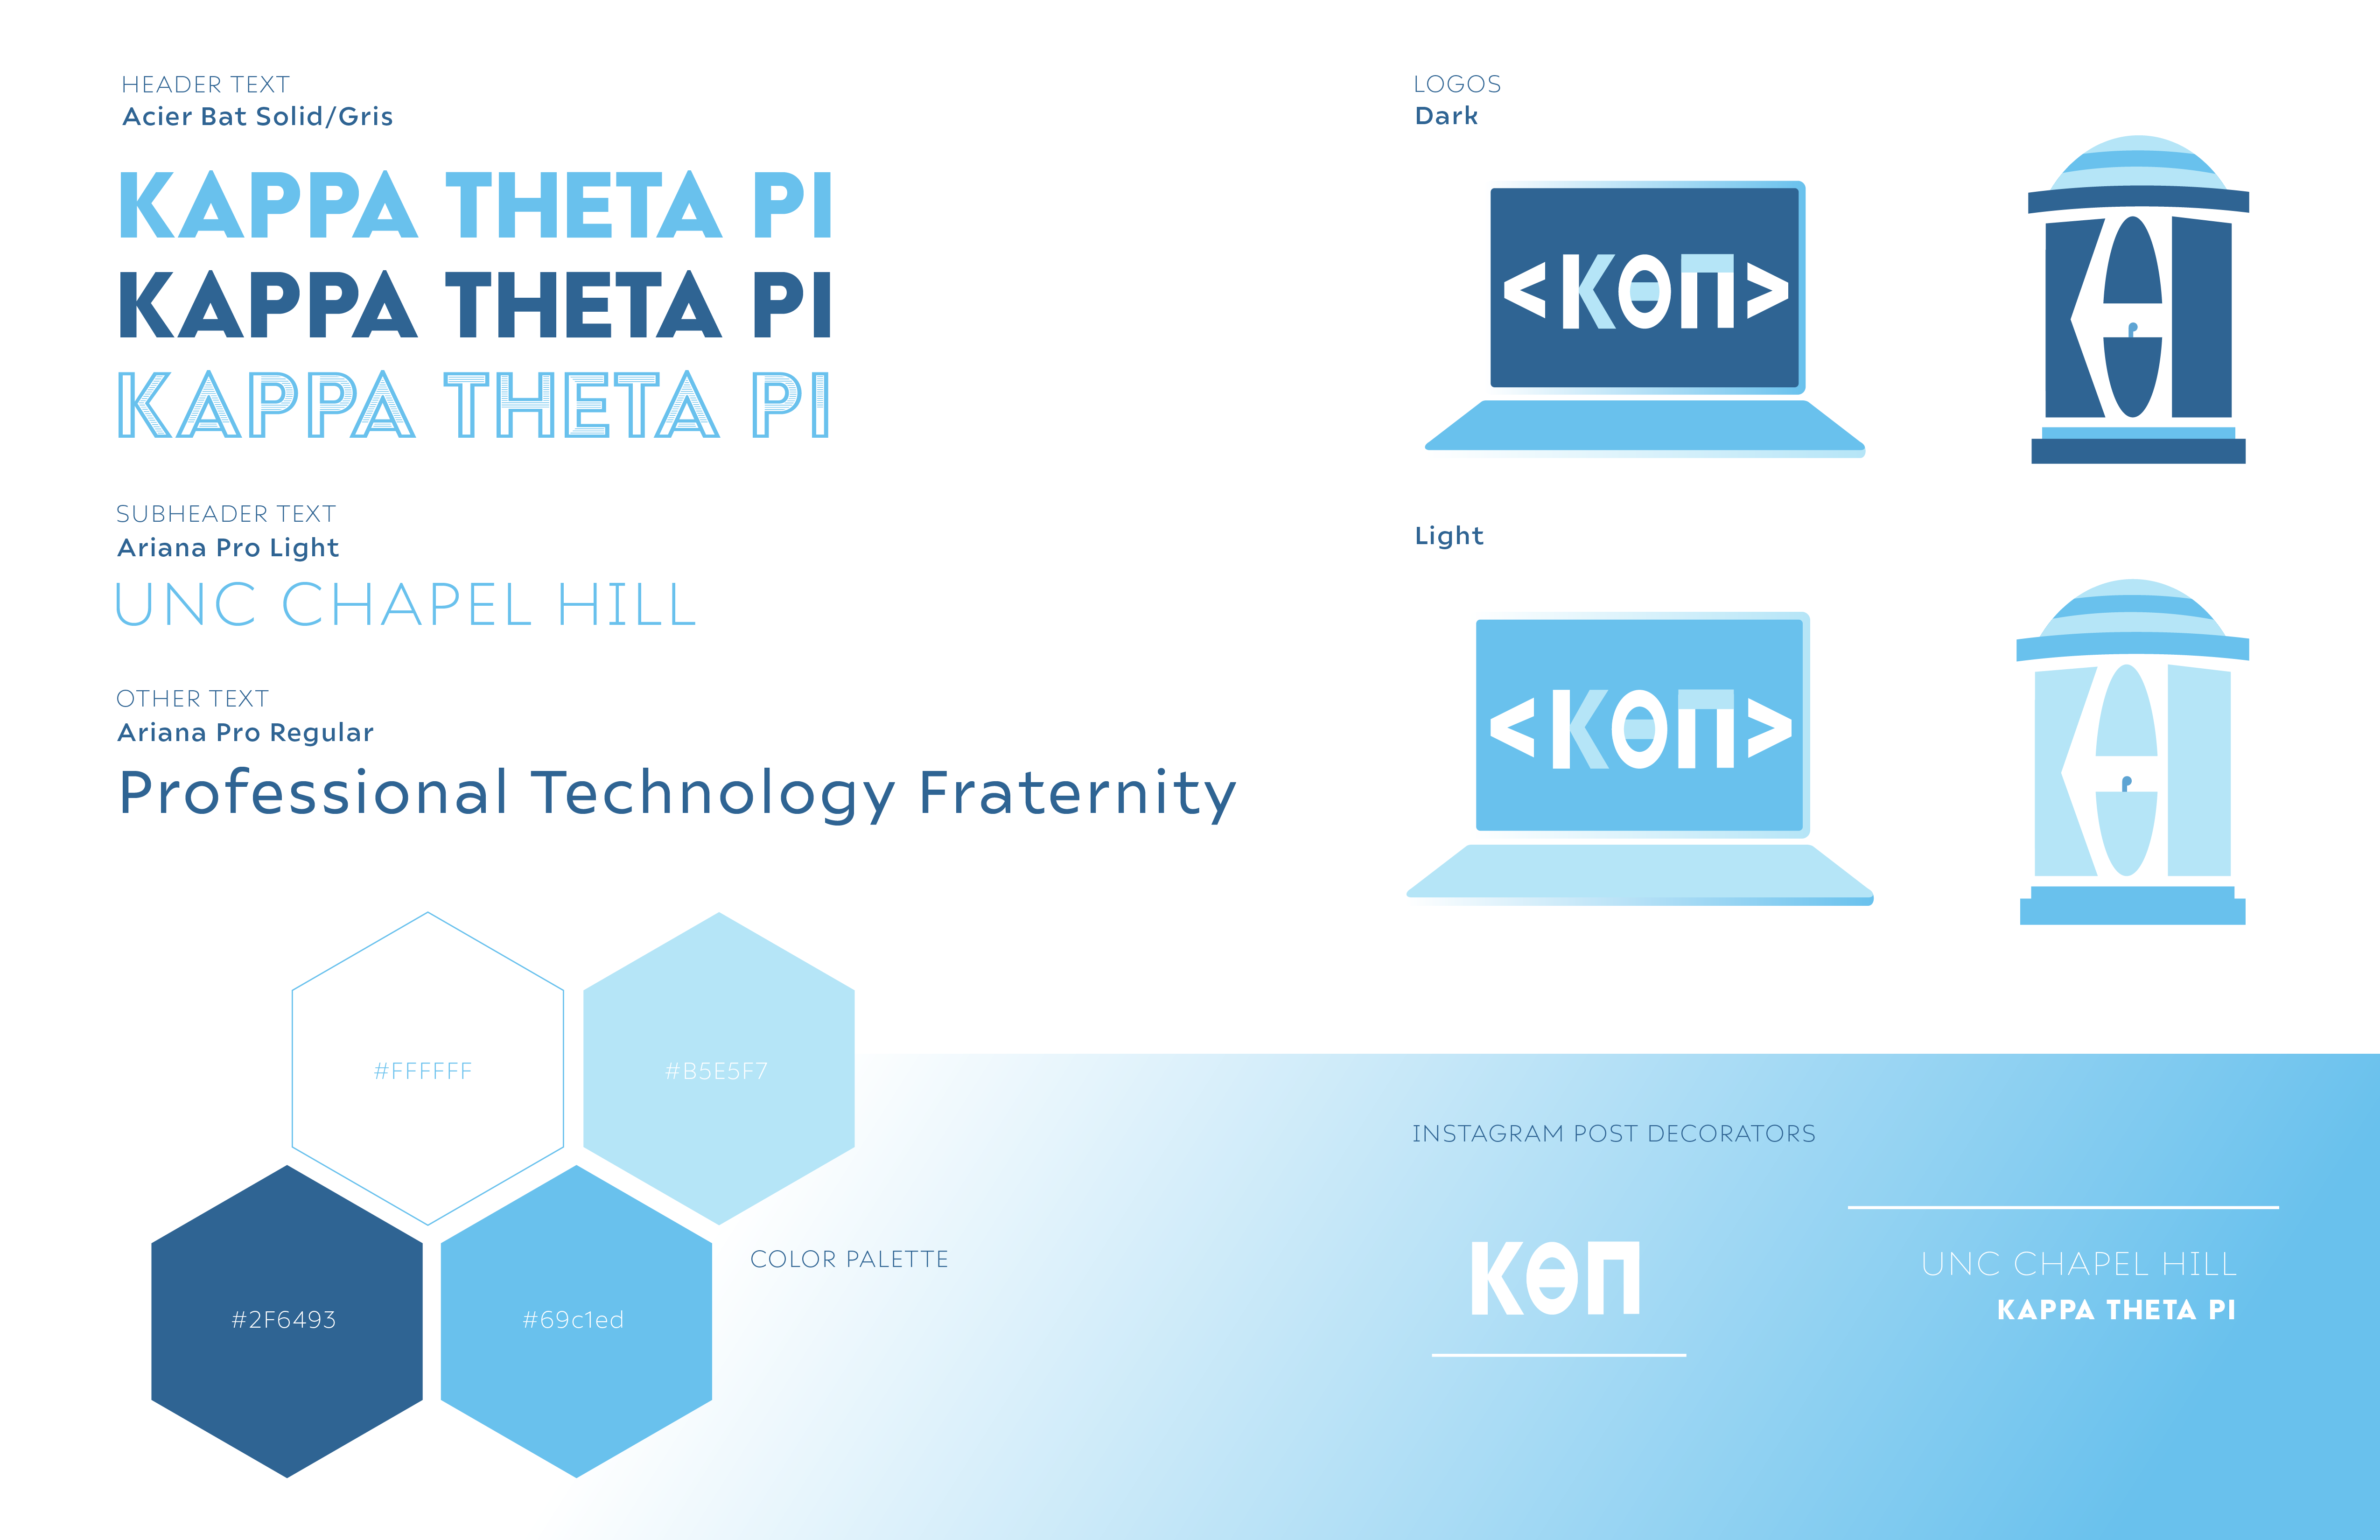 HEADER TEXT
Acier Bat Solid/Gris
KAPPA THETA PI
KAPPA THETA PI
KAPPA THETA PI
SUBHEADER TEXT
Ariana Pro Light
UNC CHAPEL HILL
OTHER TEXT
Ariana Pro Regular
Professional Technology Fraternity
#FFFFFF
#B5E5F7
#2F6493
#69c1ed
COLOR PALETTE
LOGOS
Dark
<ΚΘΠ>
Light
<ΚΘΠ>
INSTAGRAM POST DECORATORS
ΚΘΠ
UNC CHAPEL HILL
KAPPA THETA PI